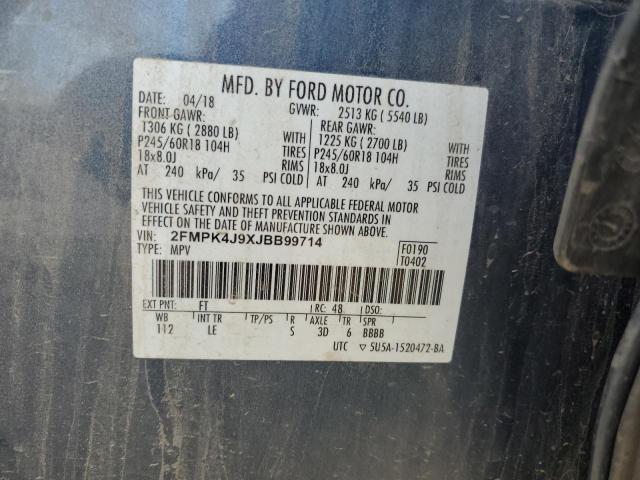 MFD. BY FORD MOTOR CO.
DATE: 04/18 GVWR: 2513 KG ( 5540 LB)
FRONT GAWR: REAR GAWR:
1306 KG ( 2880 LB) WITH 1225 KG ( 2700 LB) WITH
P245/60R18 104H TIRES P245/60R18 104H TIRES
18x8.0J RIMS 18x8.0J RIMS
AT 240 kPa/ 35 PSI COLD AT 240 kPa/ 35 PSI COLD
THIS VEHICLE CONFORMS TO ALL APPLICABLE FEDERAL MOTOR
VEHICLE SAFETY AND THEFT PREVENTION STANDARDS IN
EFFECT ON THE DATE OF MANUFACTURE SHOWN ABOVE.
VIN: 2FMPK4J9XJBB99714 F0190
TYPE: MPV T0402
EXT PNT: FT RC: 48 DSO:
WB INT TR TP/PS R AXLE TR SPR
112 LE S 3D 6 BBBB
UTC ▽ 5U5A-1520472-BA